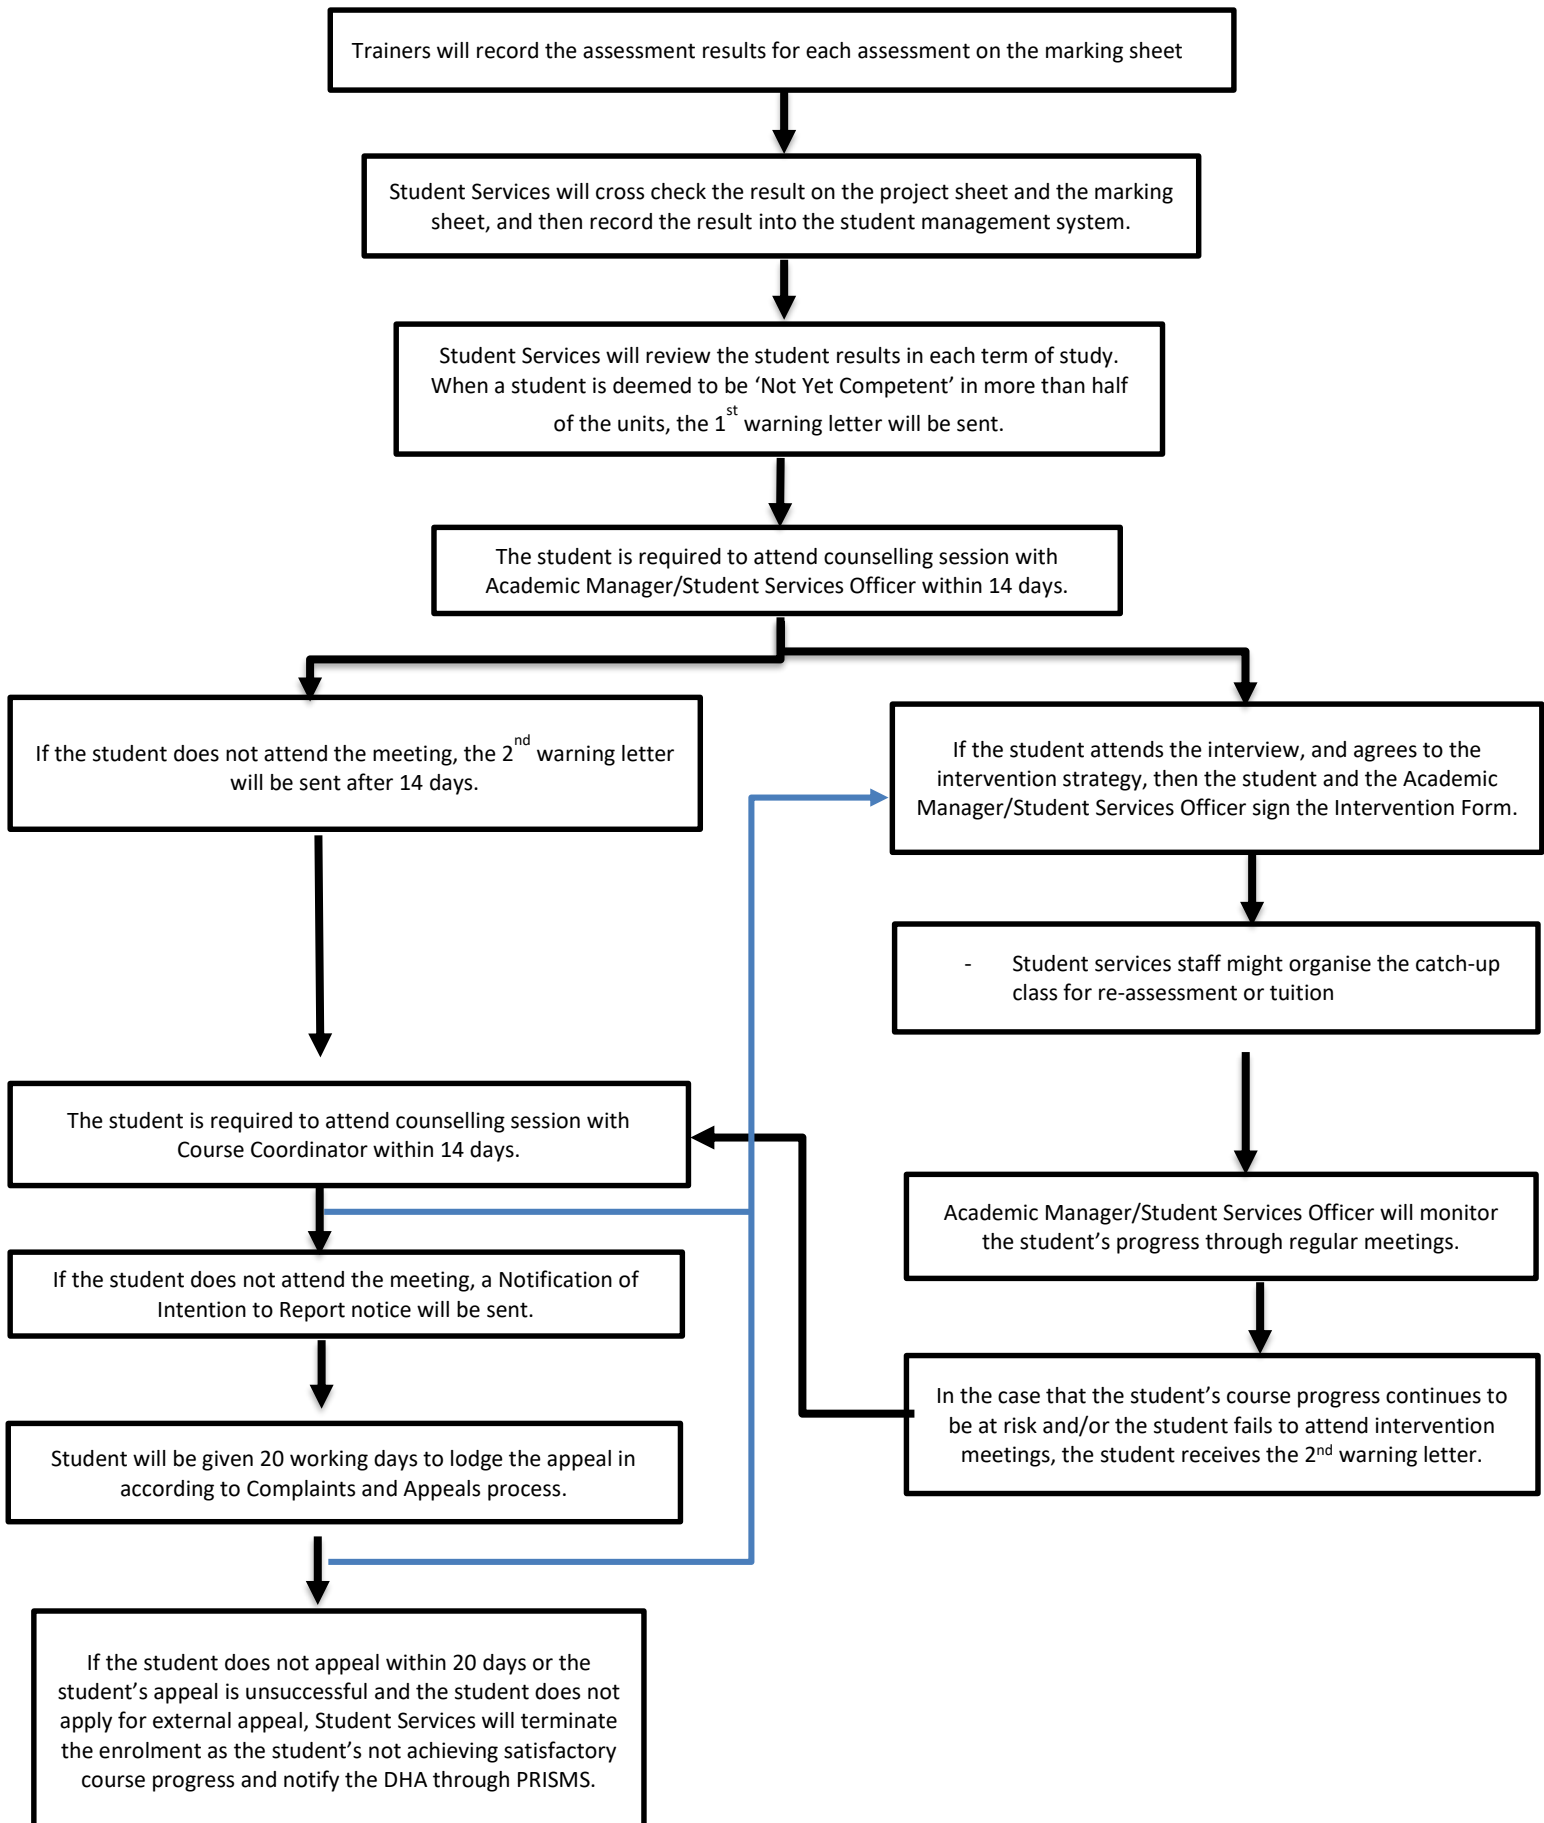 Trainers will record the assessment results for each assessment on the marking sheet
Student Services will cross check the result on the project sheet and the marking
sheet, and then record the result into the student management system.
Student Services will review the student results in each term of study.
When a student is deemed to be ‘Not Yet Competent’ in more than half
of the units, the 1st warning letter will be sent.
The student is required to attend counselling session with
Academic Manager/Student Services Officer within 14 days.
If the student does not attend the meeting, the 2nd warning letter
will be sent after 14 days.
If the student attends the interview, and agrees to the
intervention strategy, then the student and the Academic
Manager/Student Services Officer sign the Intervention Form.
- Student services staff might organise the catch-up
class for re-assessment or tuition
The student is required to attend counselling session with
Course Coordinator within 14 days.
Academic Manager/Student Services Officer will monitor
the student’s progress through regular meetings.
If the student does not attend the meeting, a Notification of
Intention to Report notice will be sent.
In the case that the student’s course progress continues to
be at risk and/or the student fails to attend intervention
meetings, the student receives the 2nd warning letter.
Student will be given 20 working days to lodge the appeal in
according to Complaints and Appeals process.
If the student does not appeal within 20 days or the
student’s appeal is unsuccessful and the student does not
apply for external appeal, Student Services will terminate
the enrolment as the student’s not achieving satisfactory
course progress and notify the DHA through PRISMS.